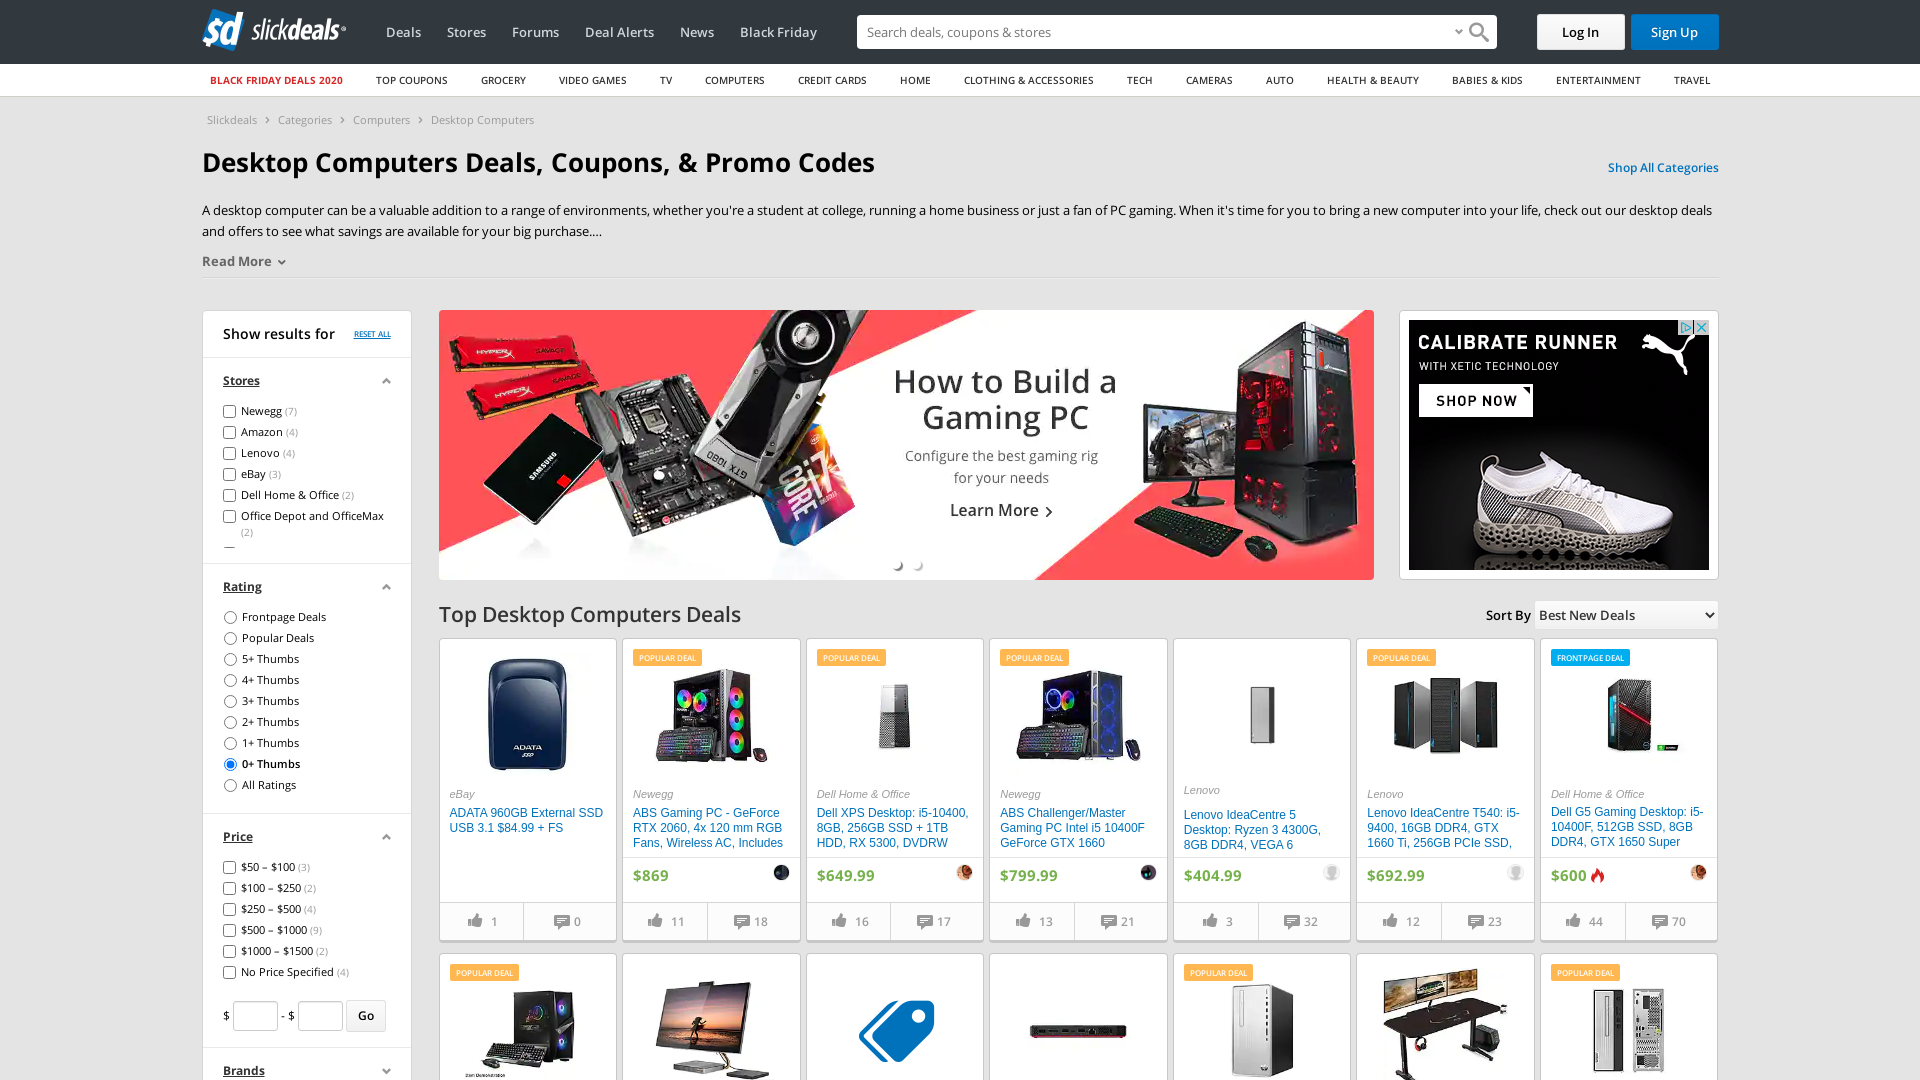 sd slickdeals
Deals
Stores
Forums
Deal Alerts
News
Black Friday
Search deals, coupons & stores
Log In
Sign Up
BLACK FRIDAY DEALS 2020
TOP COUPONS
GROCERY
VIDEO GAMES
TV
COMPUTERS
CREDIT CARDS
HOME
CLOTHING & ACCESSORIES
TECH
CAMERAS
AUTO
HEALTH & BEAUTY
BABIES & KIDS
ENTERTAINMENT
TRAVEL
Slickdeals > Categories > Computers > Desktop Computers
Desktop Computers Deals, Coupons, & Promo Codes
Shop All Categories
A desktop computer can be a valuable addition to a range of environments, whether you're a student at college, running a home business or just a fan of PC gaming. When it's time for you to bring a new computer into your life, check out our desktop deals
and offers to see what savings are available for your big purchase....
Read More
Show results for
RESET ALL
Stores
Newegg (7)
Amazon (4)
Lenovo (4)
eBay (3)
Dell Home & Office (2)
Office Depot and OfficeMax
(2)
Rating
Frontpage Deals
Popular Deals
5+ Thumbs
4+ Thumbs
3+ Thumbs
2+ Thumbs
1+ Thumbs
0+ Thumbs
All Ratings
Price
$50 – $100 (3)
$100 – $250 (2)
$250 – $500 (4)
$500 – $1000 (9)
$1000 – $1500 (2)
No Price Specified (4)
$ - $ Go
Brands
HYPERX SAVAGE
HYPERX SAVAGE
SAMSUNG
GTX 1080
CORE i7
How to Build a
Gaming PC
Configure the best gaming rig
for your needs
Learn More
CALIBRATE RUNNER
WITH XETIC TECHNOLOGY
SHOP NOW
Top Desktop Computers Deals
Sort By Best New Deals
ADATA
SSD
eBay
ADATA 960GB External SSD
USB 3.1 $84.99 + FS
1
0
POPULAR DEAL
Newegg
ABS Gaming PC - GeForce
RTX 2060, 4x 120 mm RGB
Fans, Wireless AC, Includes
$869
11
18
POPULAR DEAL
Dell Home & Office
Dell XPS Desktop: i5-10400,
8GB, 256GB SSD + 1TB
HDD, RX 5300, DVDRW
$649.99
16
17
POPULAR DEAL
Newegg
ABS Challenger/Master
Gaming PC Intel i5 10400F
GeForce GTX 1660
$799.99
13
21
Lenovo
Lenovo IdeaCentre 5
Desktop: Ryzen 3 4300G,
8GB DDR4, VEGA 6
$404.99
3
32
POPULAR DEAL
Lenovo
Lenovo IdeaCentre T540: i5-
9400, 16GB DDR4, GTX
1660 Ti, 256GB PCIe SSD,
$692.99
12
23
FRONTPAGE DEAL
Dell Home & Office
Dell G5 Gaming Desktop: i5-
10400F, 512GB SSD, 8GB
DDR4, GTX 1650 Super
$600
44
70
POPULAR DEAL
Item Demonstration
POPULAR DEAL
POPULAR DEAL